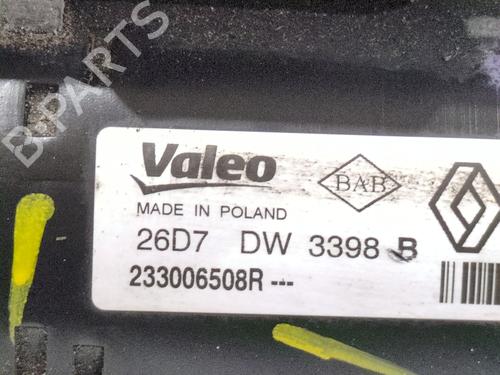 B-PARTS
Valeo
BAB
MADE IN POLAND
26D7 DW 3398 B
233006508R ---